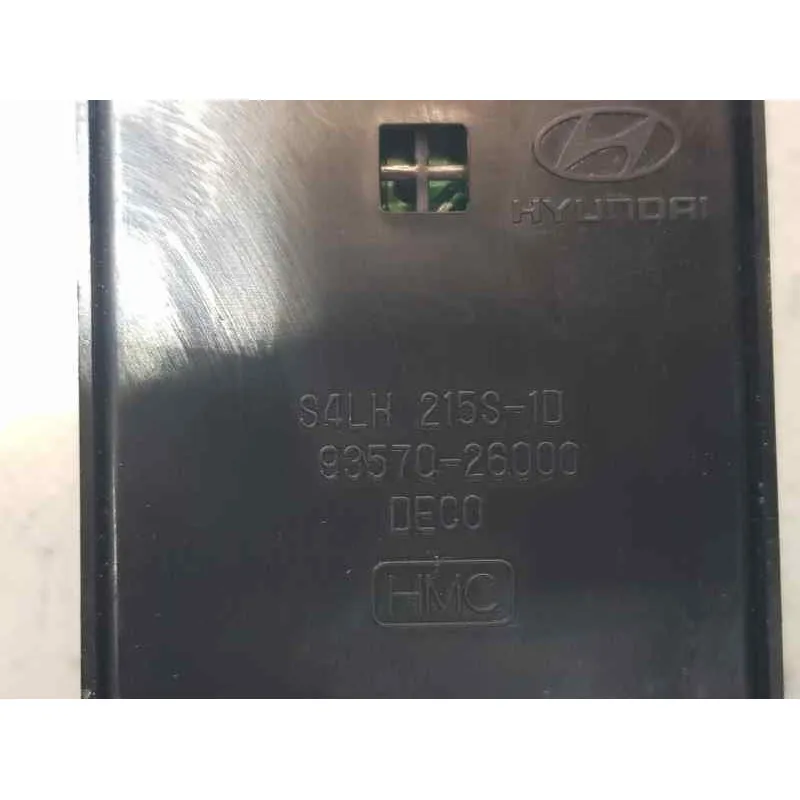 HYUNDAI
S4LH 215S-1D
93570-26000
DECO
HMC